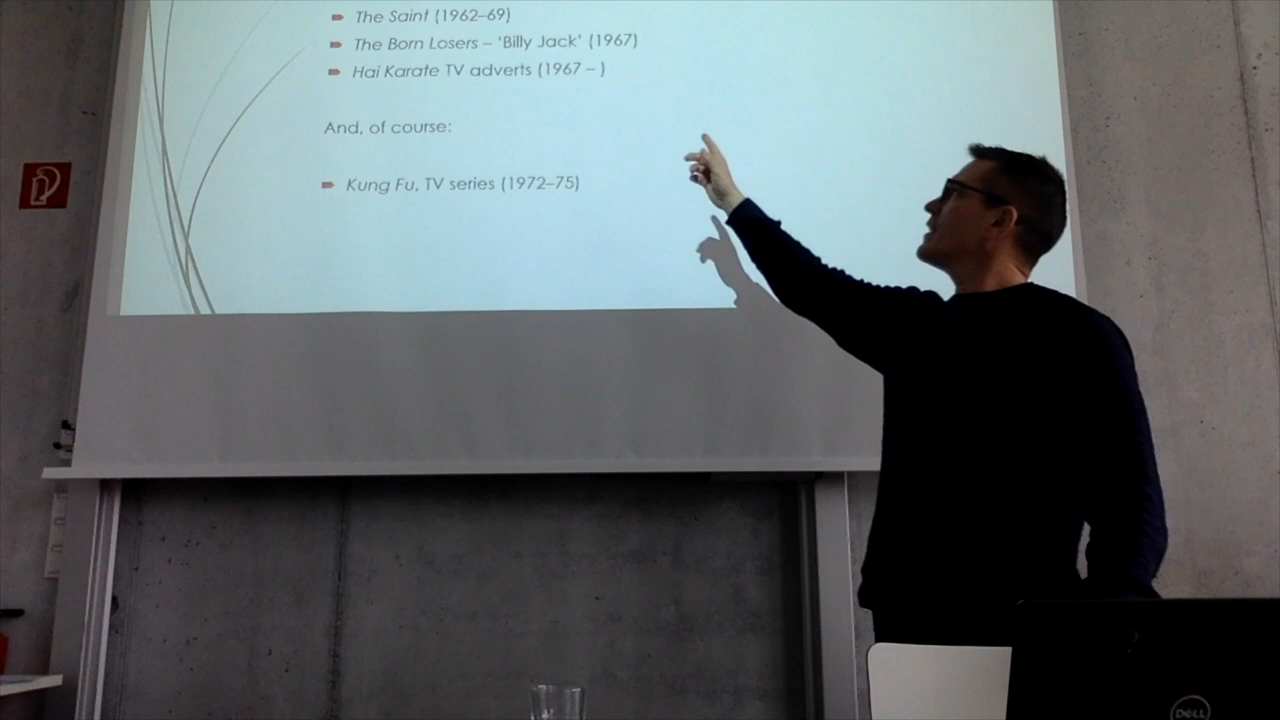 The Saint (1962–69)
The Born Losers – ‘Billy Jack’ (1967)
Hai Karate TV adverts (1967 – )
And, of course:
Kung Fu, TV series (1972–75)
DELL